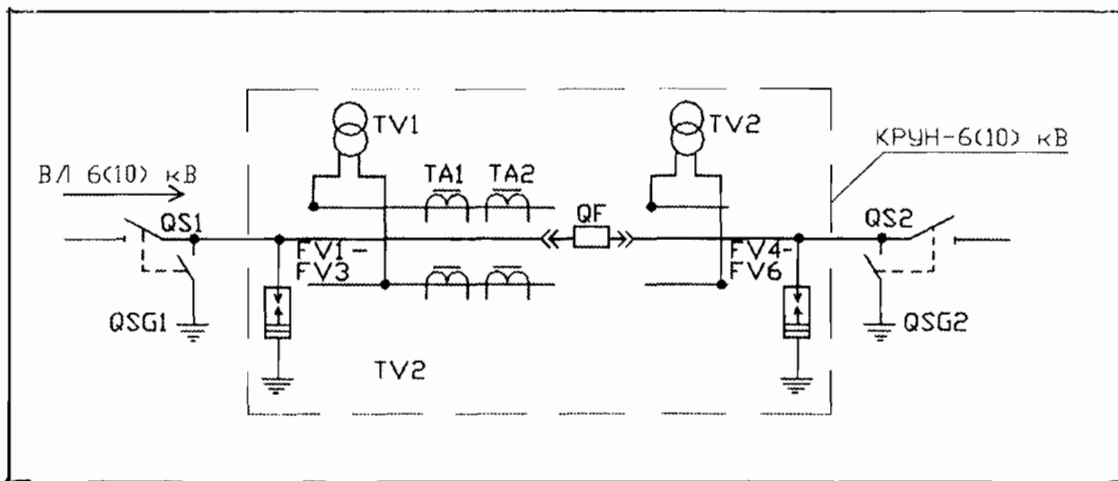 TV1
TV2
КРУН-6(10) кВ
ВЛ 6(10) кВ
TA1 TA2
QS1
QF
QS2
FV1-
FV3
FV4-
FV6
QSG1
QSG2
TV2